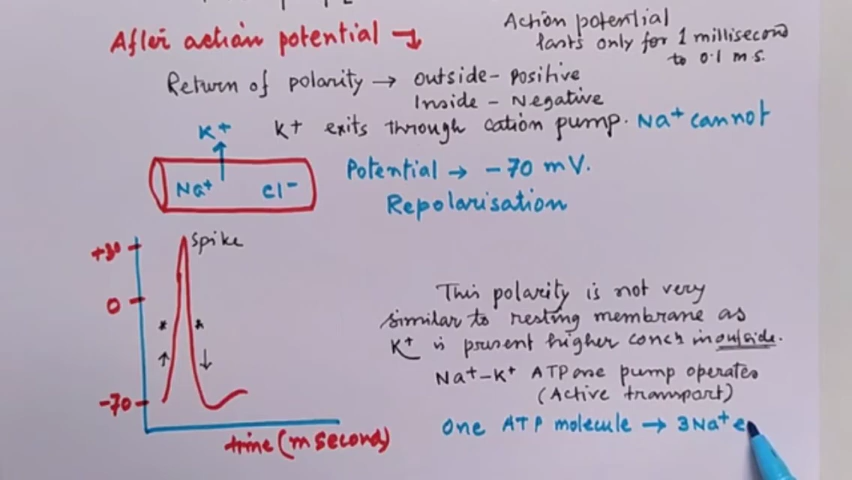 Action potential
lasts only for 1 millisecond
to 0.1 m s.
After action potential
Return of polarity → outside - positive
Inside - Negative
K+ exits through cation pump. Na+ cannot
K+
Na+ Cl-
Potential → -70 mV.
Repolarisation
Spike
+30
0
-70
time (m second)
This polarity is not very
similar to resting membrane as
K+ is present higher concn in outside.
Na+-K+ ATPase pump operates
(Active transport)
One ATP molecule → 3Na+ e